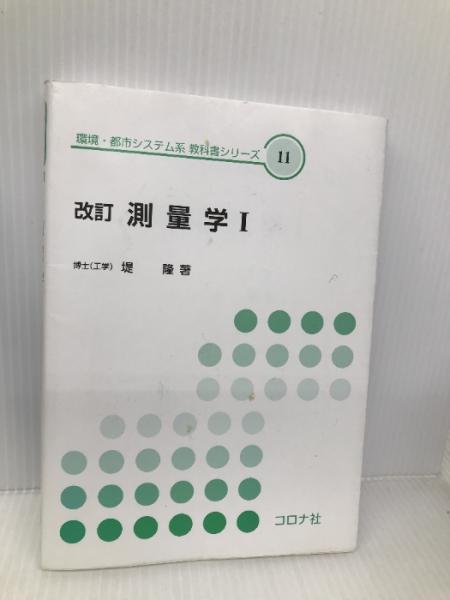 環境・都市システム系 教科書シリーズ 11
改訂 測量学 I
博士(工学) 堤 隆 著
コロナ社